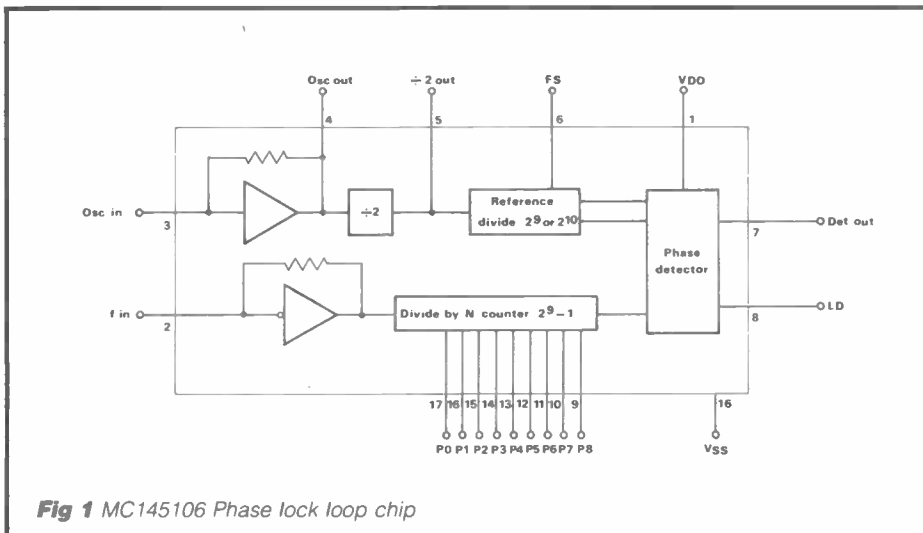 Osc out ÷2 out FS VDD
4 5 6 1
Osc in 3 ÷2 Reference
divide 2⁹ or 2¹⁰
Phase
detector
7 Det out
8 LD
f in 2 Divide by N counter 2⁹–1
17 16 15 14 13 12 11 10 9 16
P0 P1 P2 P3 P4 P5 P6 P7 P8 VSS
Fig 1 MC145106 Phase lock loop chip